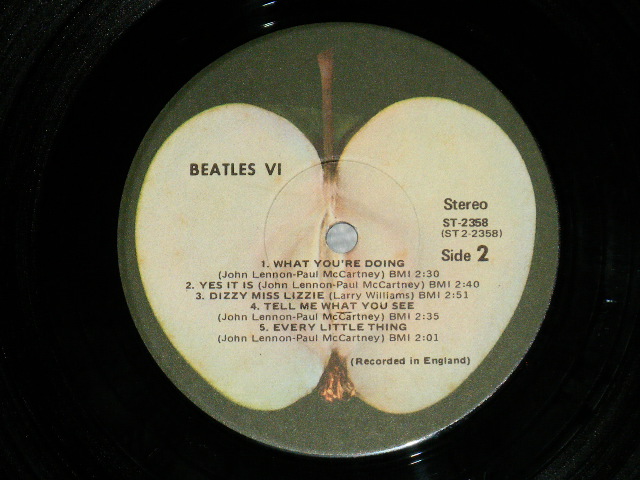 BEATLES VI
Stereo
ST-2358
(ST 2-2358)
Side 2
1. WHAT YOU'RE DOING
(John Lennon-Paul McCartney) BMI 2:30
2. YES IT IS (John Lennon-Paul McCartney) BMI 2:40
3. DIZZY MISS LIZZIE (Larry Williams) BMI 2:51
4. TELL ME WHAT YOU SEE
(John Lennon-Paul McCartney) BMI 2:35
5. EVERY LITTLE THING
(John Lennon-Paul McCartney) BMI 2:01
(Recorded in England)